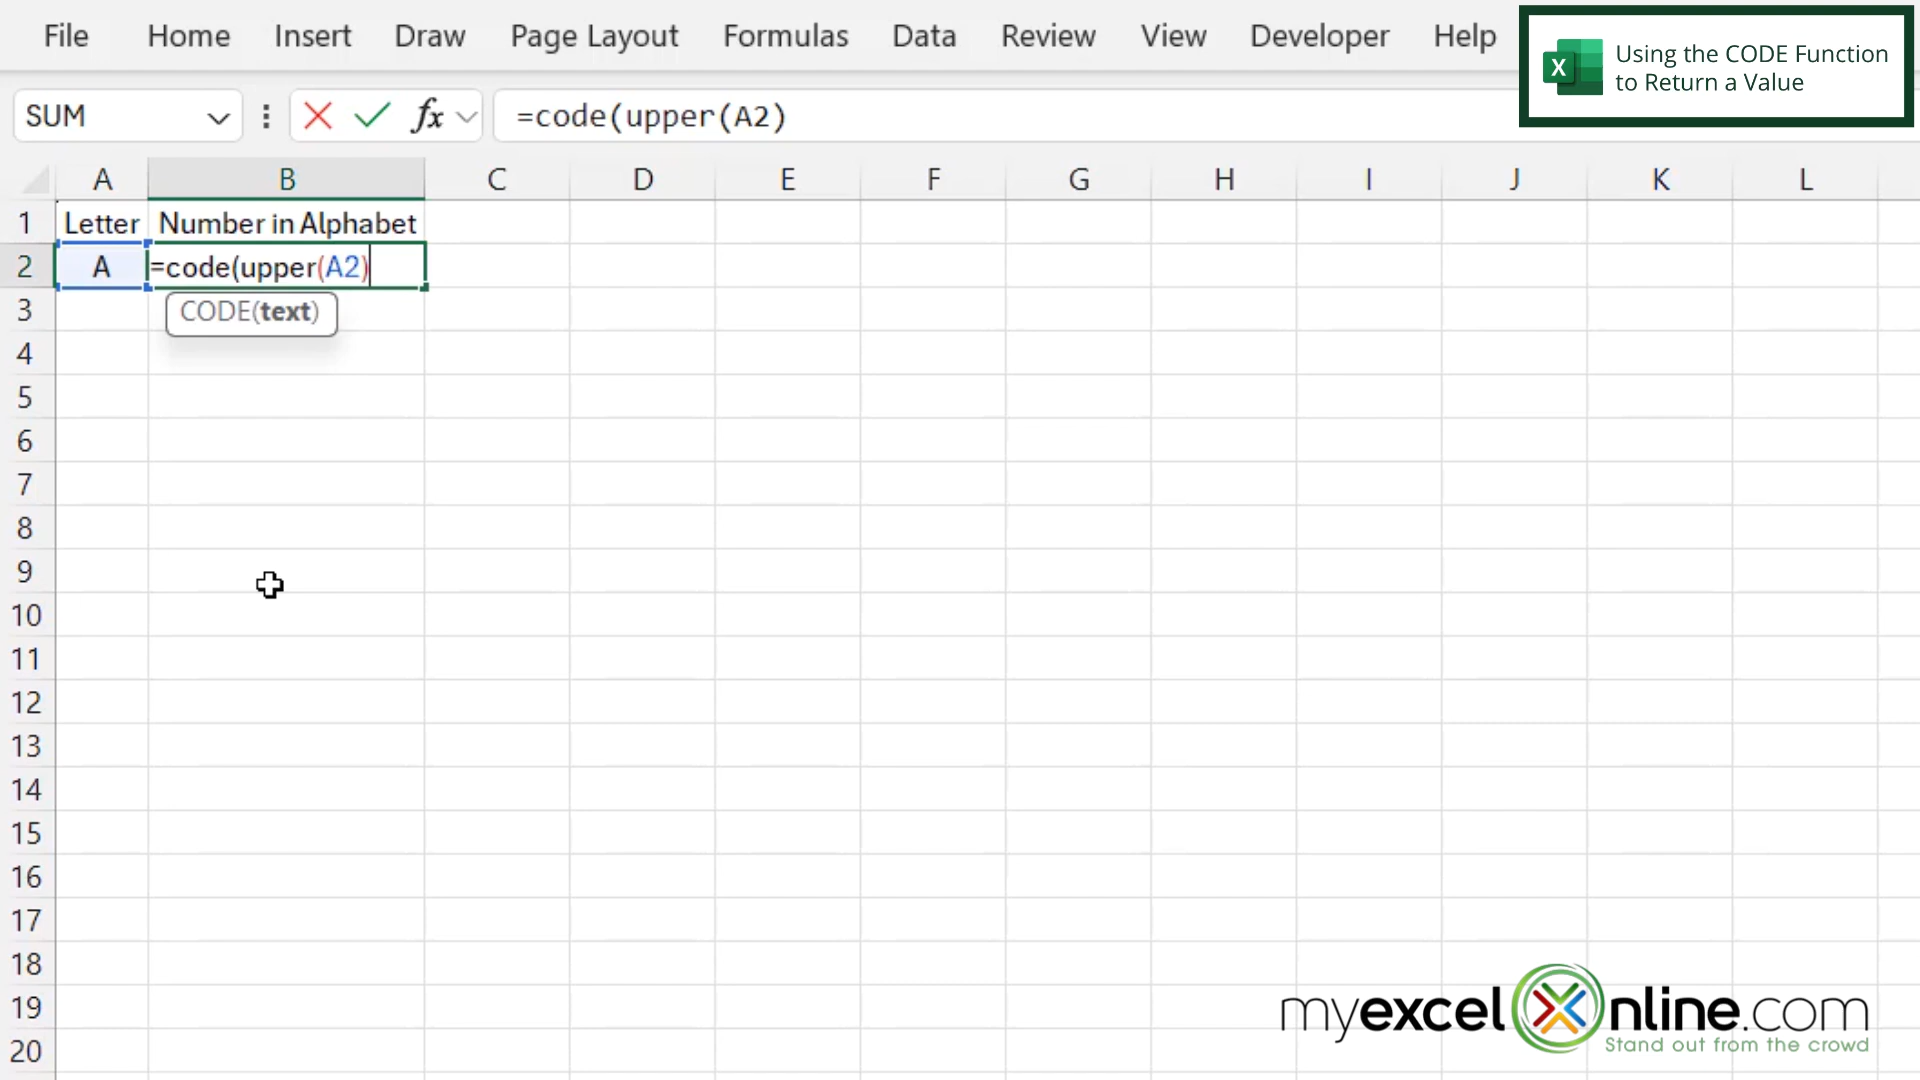 File Home Insert Draw Page Layout Formulas Data Review View Developer Help
X Using the CODE Function
to Return a Value
SUM fx =code(upper(A2)
A B C D E F G H I J K L
1 Letter Number in Alphabet
2 A =code(upper(A2)
3 CODE(text)
4
5
6
7
8
9
10
11
12
13
14
15
16
17
18
19
20
myexcelOnline.com
Stand out from the crowd